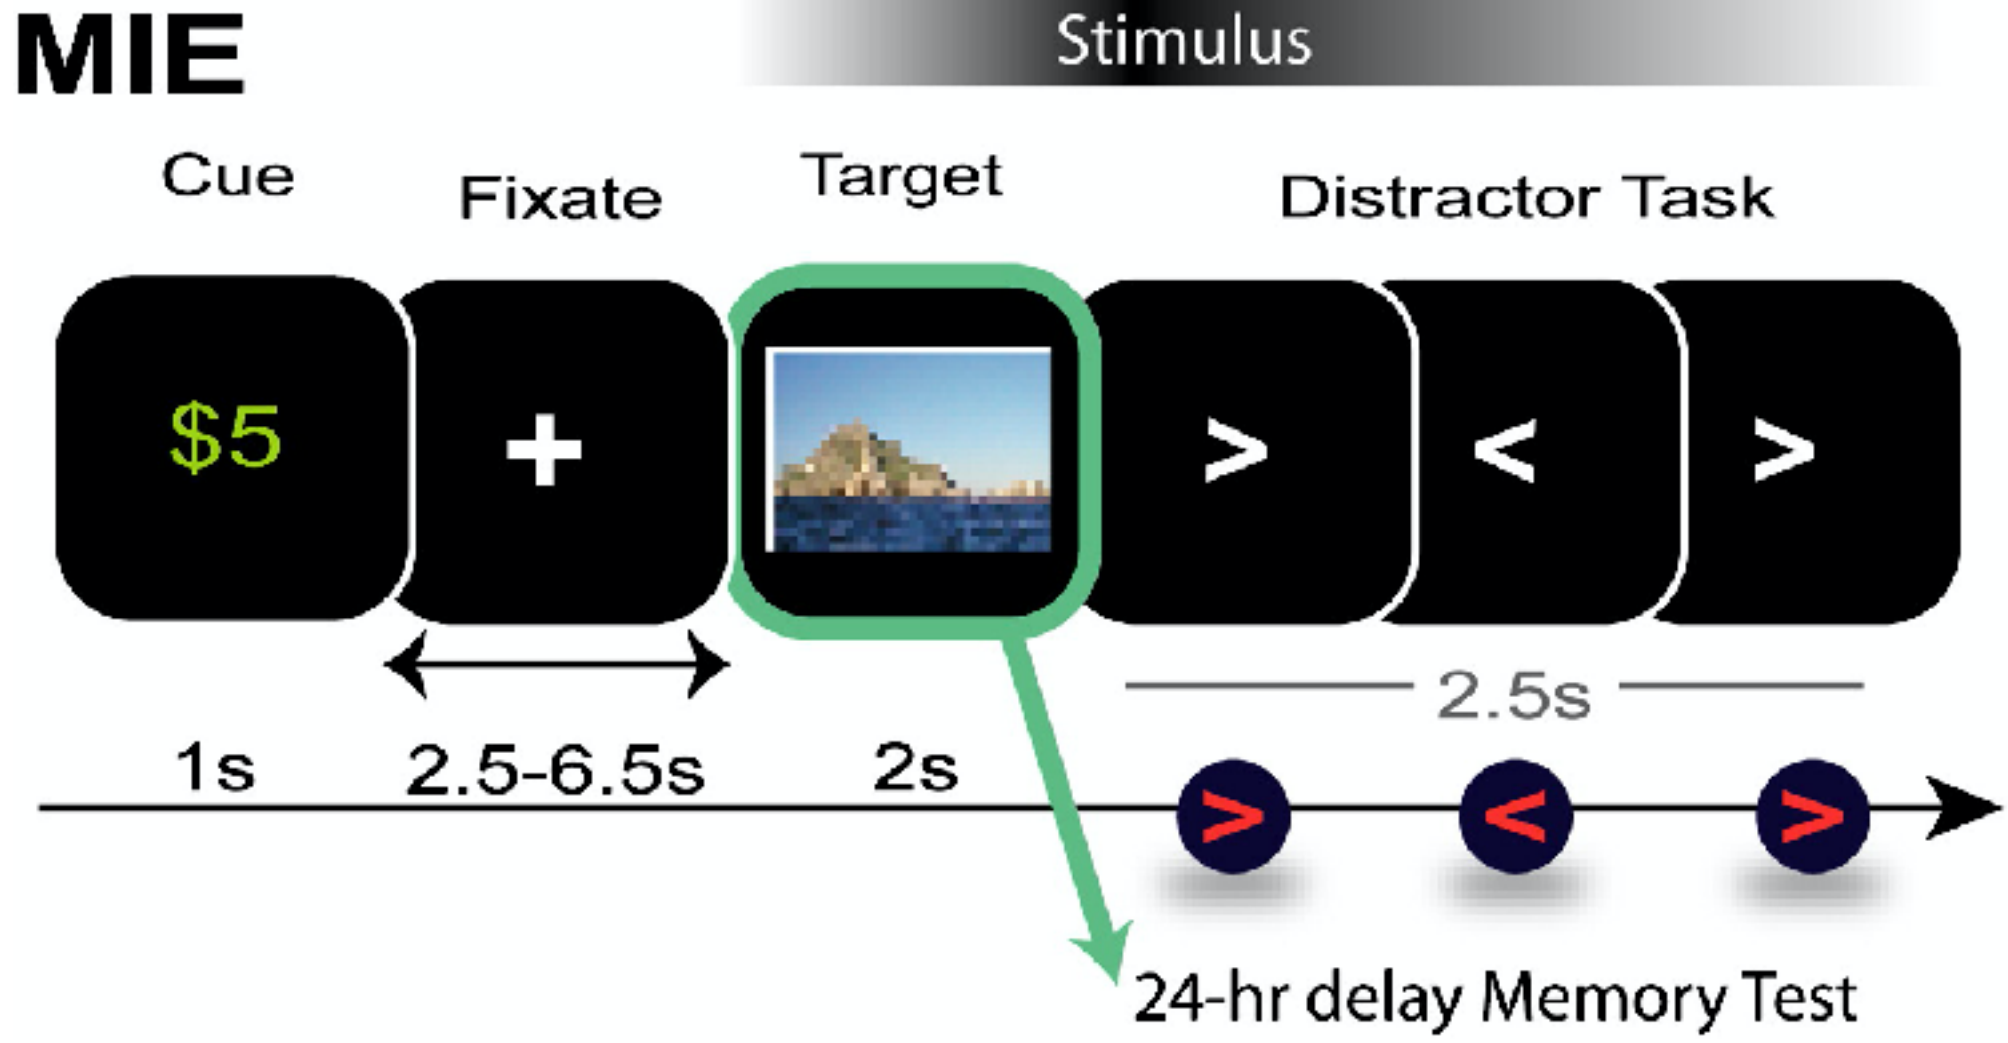 MIE
Stimulus
Cue
Fixate
Target
Distractor Task
$5
+
>
<
>
2.5s
1s
2.5-6.5s
2s
>
<
>
24-hr delay Memory Test